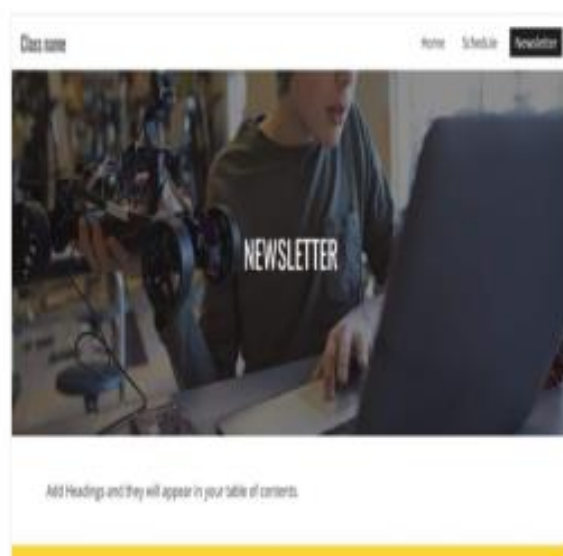 Class name
Home Schedule Newsletter
NEWSLETTER
Add Headings and they will appear in your table of contents.